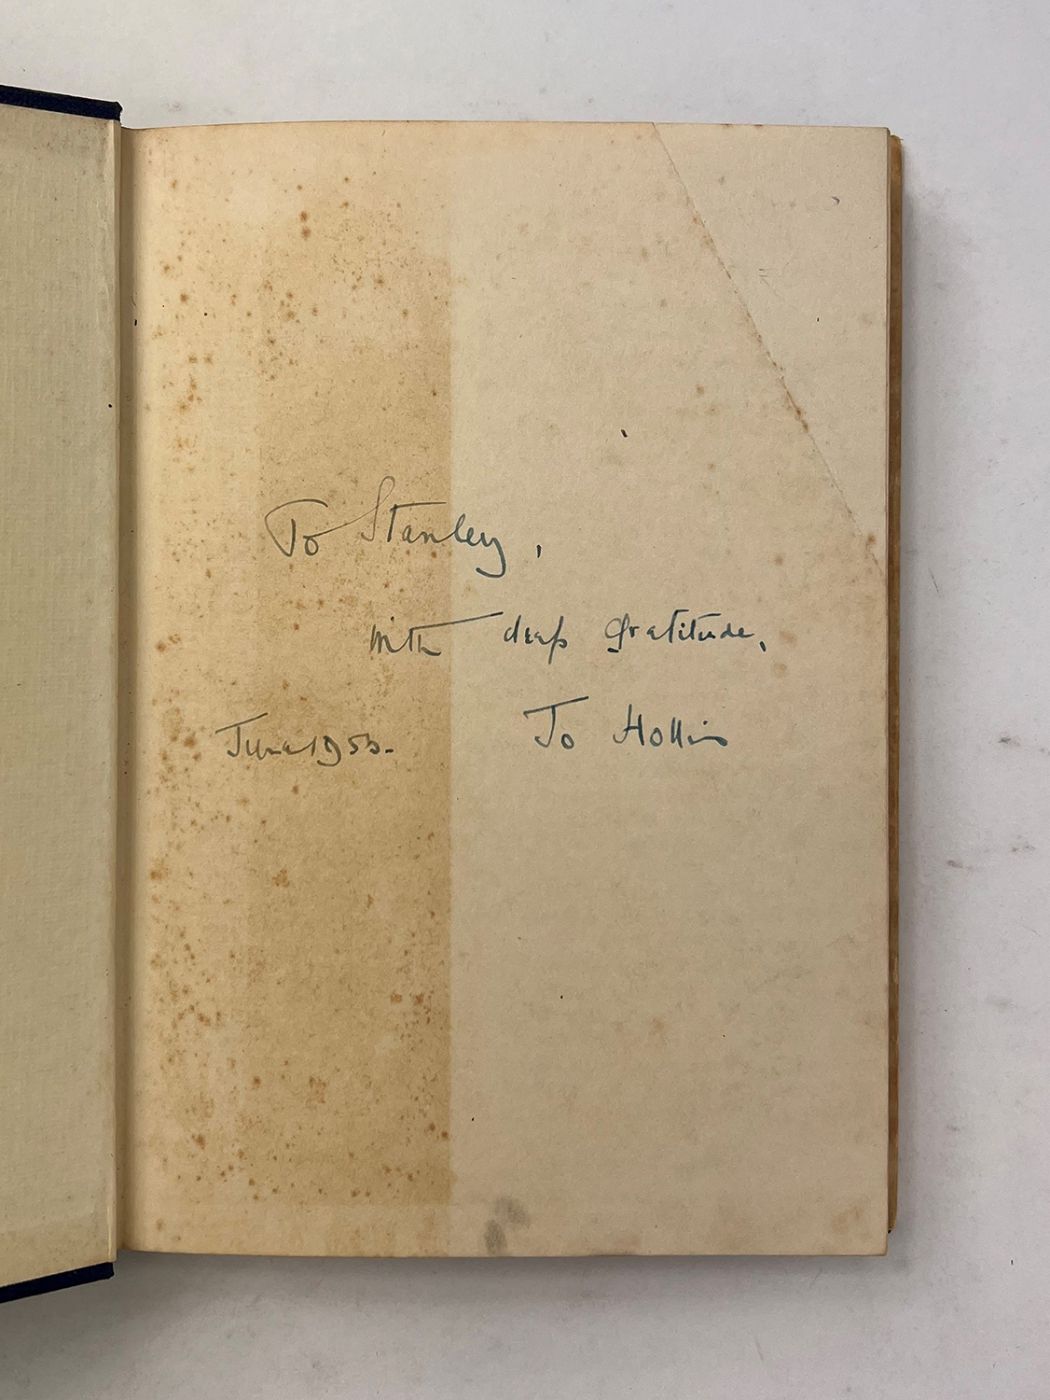 To Stanley,
with deep gratitude,
Jo Hollis
June 1953.